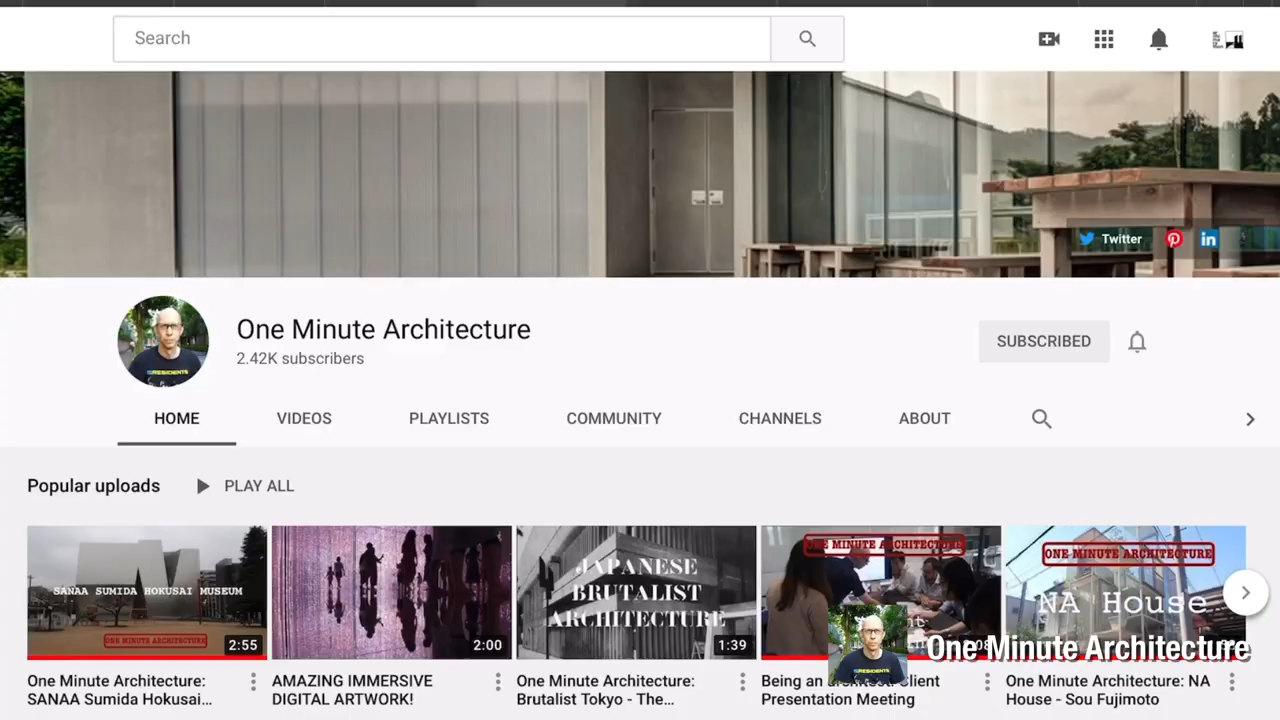 Search
Twitter
One Minute Architecture
2.42K subscribers
SUBSCRIBED
HOME
VIDEOS
PLAYLISTS
COMMUNITY
CHANNELS
ABOUT
Popular uploads
PLAY ALL
SANAA SUMIDA HOKUSAI MUSEUM
ONE MINUTE ARCHITECTURE
2:55
2:00
JAPANESE
BRUTALIST
ARCHITECTURE
1:39
ONE MINUTE ARCHITECTURE
ONE MINUTE ARCHITECTURE
NA House
One Minute Architecture
One Minute Architecture:
SANAA Sumida Hokusai...
AMAZING IMMERSIVE
DIGITAL ARTWORK!
One Minute Architecture:
Brutalist Tokyo - The...
Being an Client
Presentation Meeting
One Minute Architecture: NA
House - Sou Fujimoto